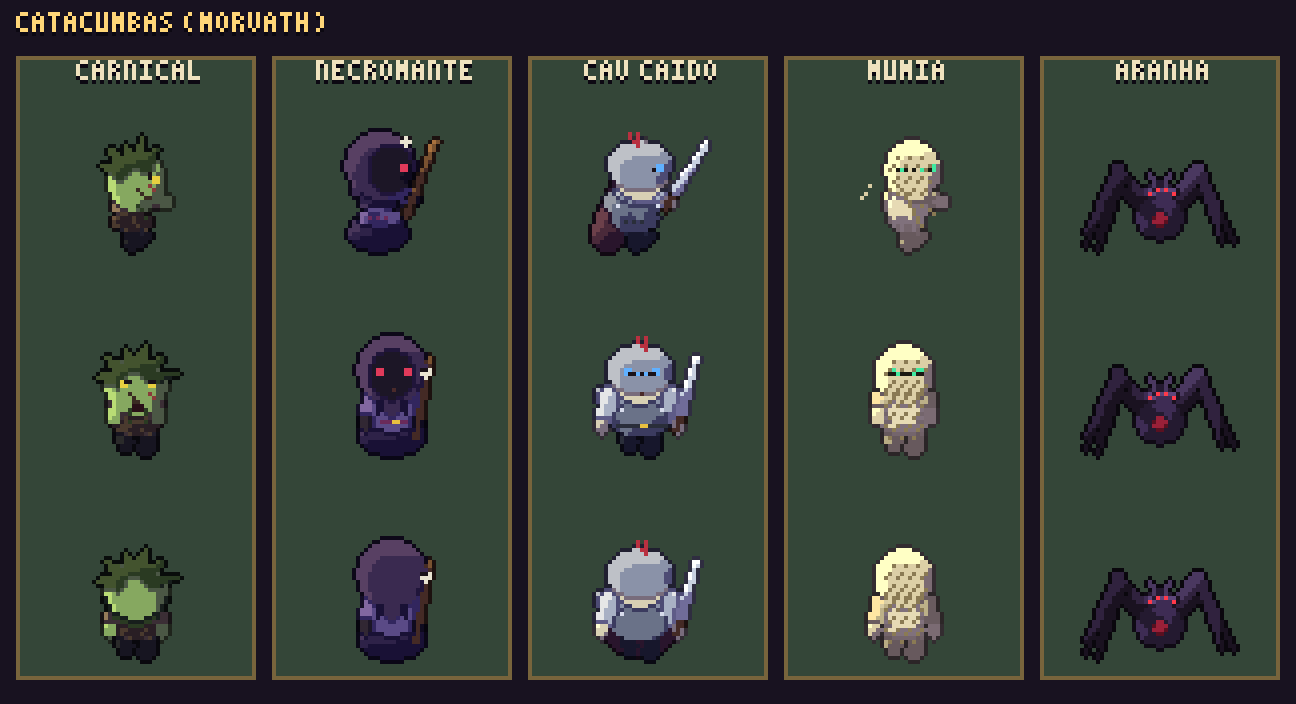 CATACUMBAS (MORVATH)
CARNICAL
NECROMANTE
CAV CAIDO
MUMIA
ARANHA